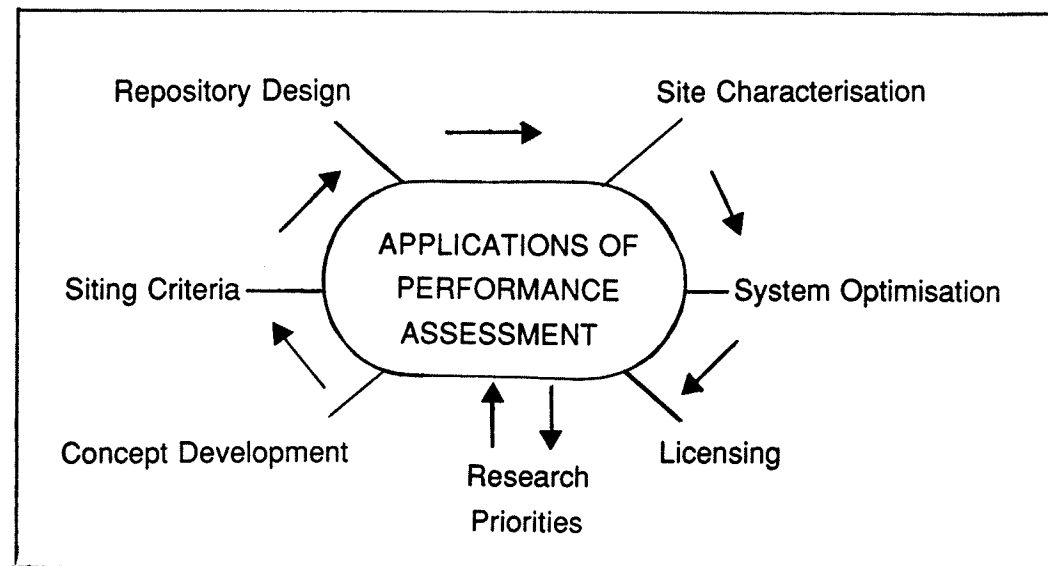 Repository Design
Site Characterisation
APPLICATIONS OF
PERFORMANCE
ASSESSMENT
Siting Criteria
System Optimisation
Concept Development
Licensing
Research
Priorities